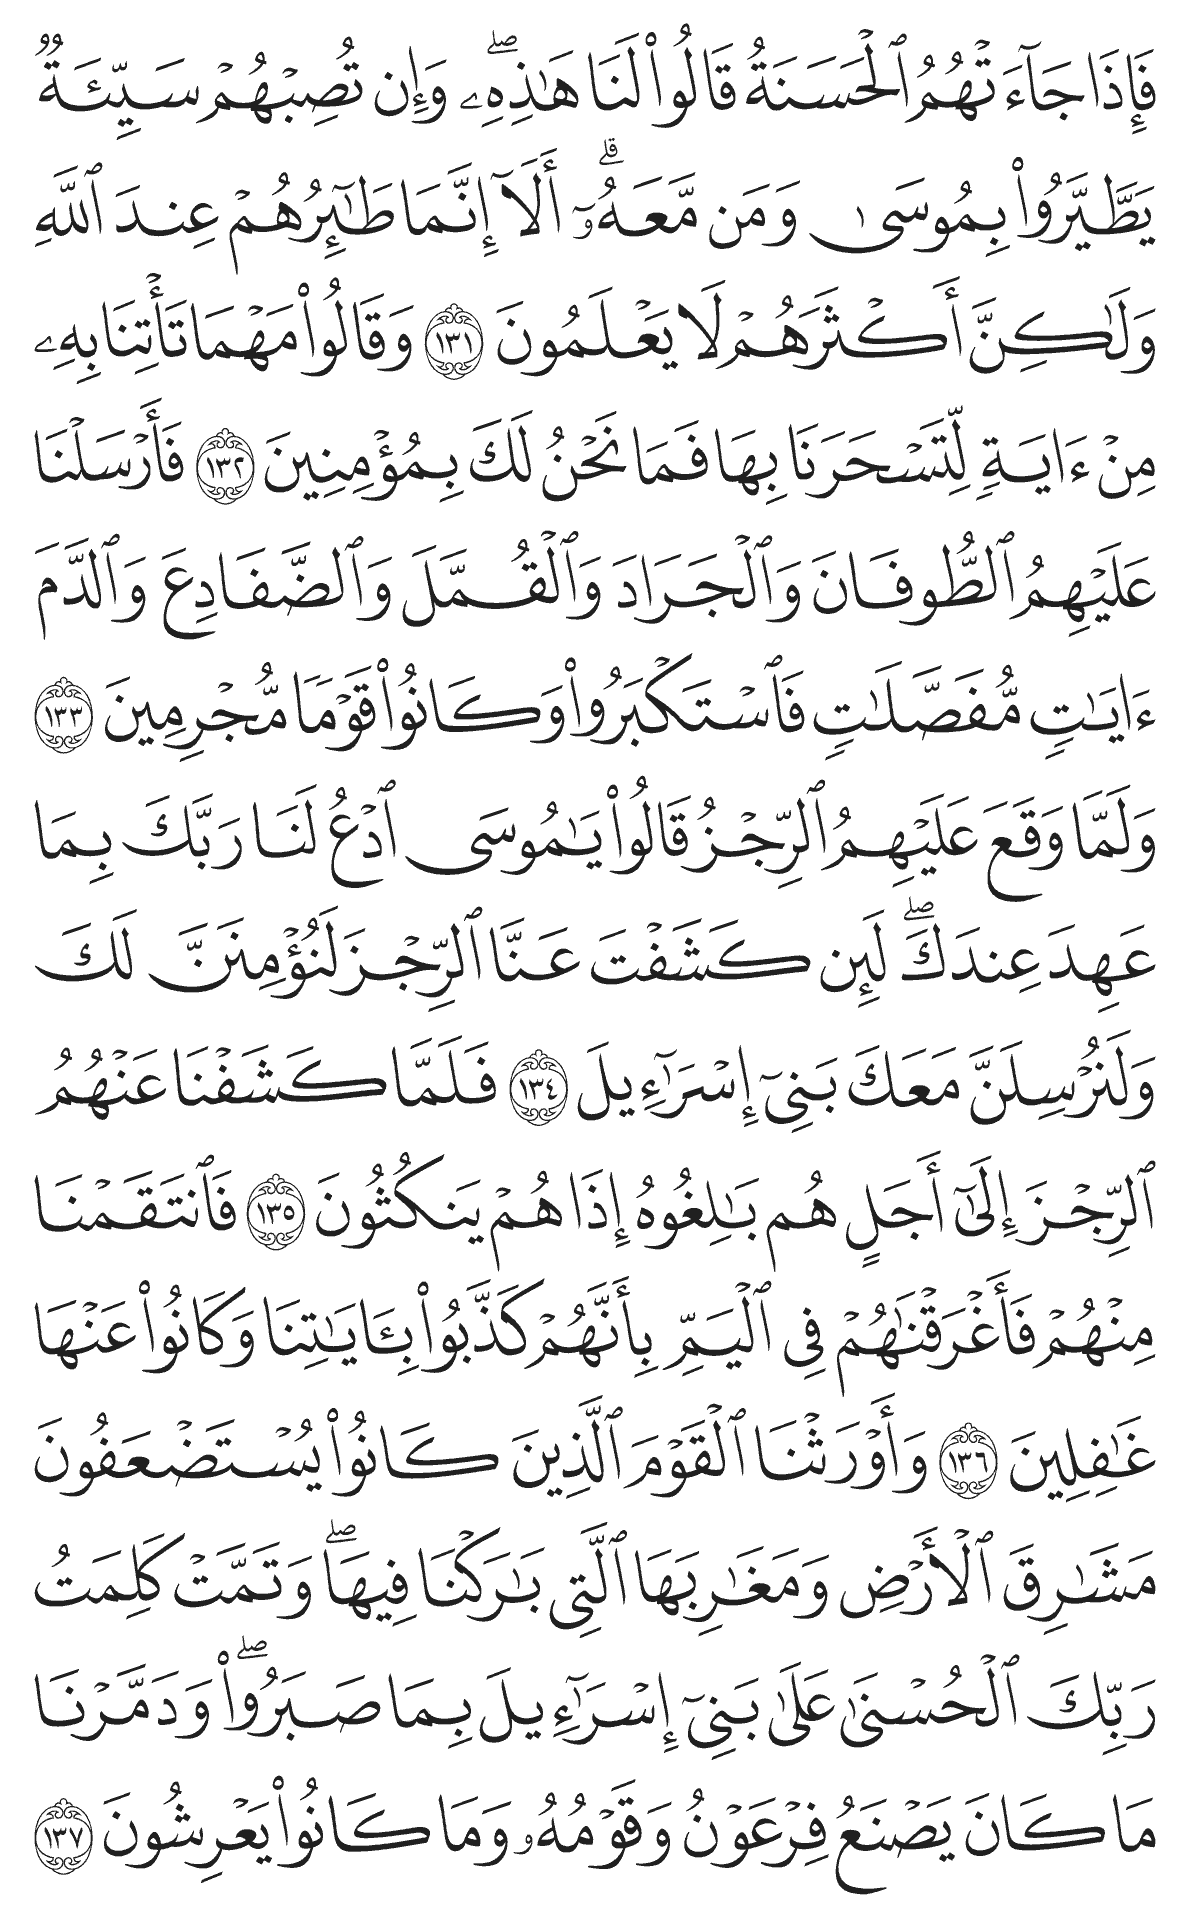 فَإِذَا جَآءَتْهُمُ ٱلْحَسَنَةُ قَالُوا۟ لَنَا هَـٰذِهِۦ ۖ وَإِن تُصِبْهُمْ سَيِّئَةٌ
يَطَّيَّرُوا۟ بِمُوسَىٰ وَمَن مَّعَهُۥٓ ۗ أَلَآ إِنَّمَا طَـٰٓئِرُهُمْ عِندَ ٱللَّهِ
وَلَـٰكِنَّ أَكْثَرَهُمْ لَا يَعْلَمُونَ ١٣١ وَقَالُوا۟ مَهْمَا تَأْتِنَا بِهِۦ
مِنْ ءَايَةٍ لِّتَسْحَرَنَا بِهَا فَمَا نَحْنُ لَكَ بِمُؤْمِنِينَ ١٣٢ فَأَرْسَلْنَا
عَلَيْهِمُ ٱلطُّوفَانَ وَٱلْجَرَادَ وَٱلْقُمَّلَ وَٱلضَّفَادِعَ وَٱلدَّمَ
ءَايَـٰتٍ مُّفَصَّلَـٰتٍ فَٱسْتَكْبَرُوا۟ وَكَانُوا۟ قَوْمًا مُّجْرِمِينَ ١٣٣
وَلَمَّا وَقَعَ عَلَيْهِمُ ٱلرِّجْزُ قَالُوا۟ يَـٰمُوسَى ٱدْعُ لَنَا رَبَّكَ بِمَا
عَهِدَ عِندَكَ ۖ لَئِن كَشَفْتَ عَنَّا ٱلرِّجْزَ لَنُؤْمِنَنَّ لَكَ
وَلَنُرْسِلَنَّ مَعَكَ بَنِىٓ إِسْرَٰٓءِيلَ ١٣٤ فَلَمَّا كَشَفْنَا عَنْهُمُ
ٱلرِّجْزَ إِلَىٰٓ أَجَلٍ هُم بَـٰلِغُوهُ إِذَا هُمْ يَنكُثُونَ ١٣٥ فَٱنتَقَمْنَا
مِنْهُمْ فَأَغْرَقْنَـٰهُمْ فِى ٱلْيَمِّ بِأَنَّهُمْ كَذَّبُوا۟ بِـَٔايَـٰتِنَا وَكَانُوا۟ عَنْهَا
غَـٰفِلِينَ ١٣٦ وَأَوْرَثْنَا ٱلْقَوْمَ ٱلَّذِينَ كَانُوا۟ يُسْتَضْعَفُونَ
مَشَـٰرِقَ ٱلْأَرْضِ وَمَغَـٰرِبَهَا ٱلَّتِى بَـٰرَكْنَا فِيهَا ۖ وَتَمَّتْ كَلِمَتُ
رَبِّكَ ٱلْحُسْنَىٰ عَلَىٰ بَنِىٓ إِسْرَٰٓءِيلَ بِمَا صَبَرُوا۟ ۖ وَدَمَّرْنَا
مَا كَانَ يَصْنَعُ فِرْعَوْنُ وَقَوْمُهُۥ وَمَا كَانُوا۟ يَعْرِشُونَ ١٣٧